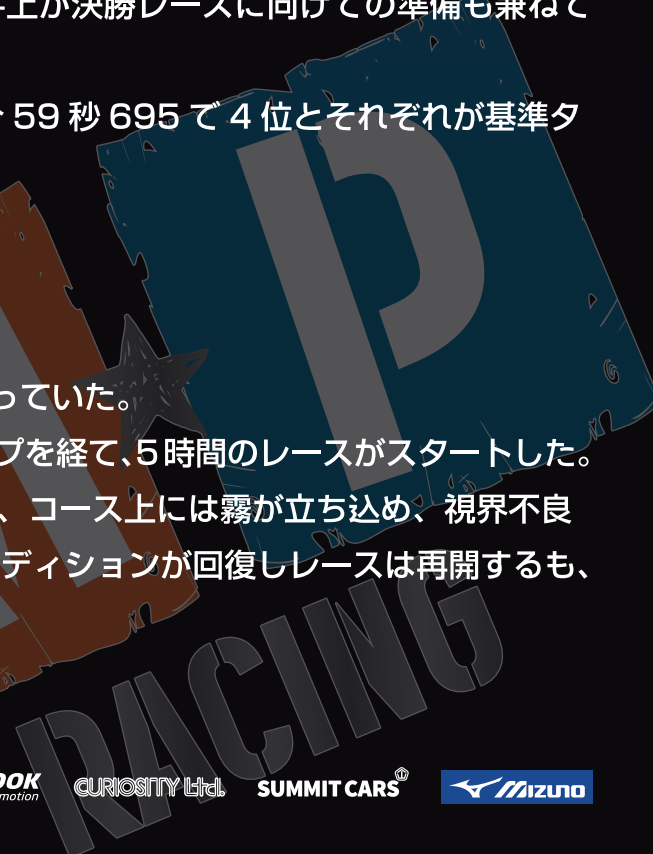 上が決勝レースに向けての準備も兼ねて
59 秒 695 で 4 位とそれぞれが基準タ
っていた。
プを経て、5時間のレースがスタートした。
、コース上には霧が立ち込め、視界不良
ディションが回復しレースは再開するも、
P
RACING
OOK
motion
CURIOSITY Ltd.
SUMMIT CARS
MIZUNO